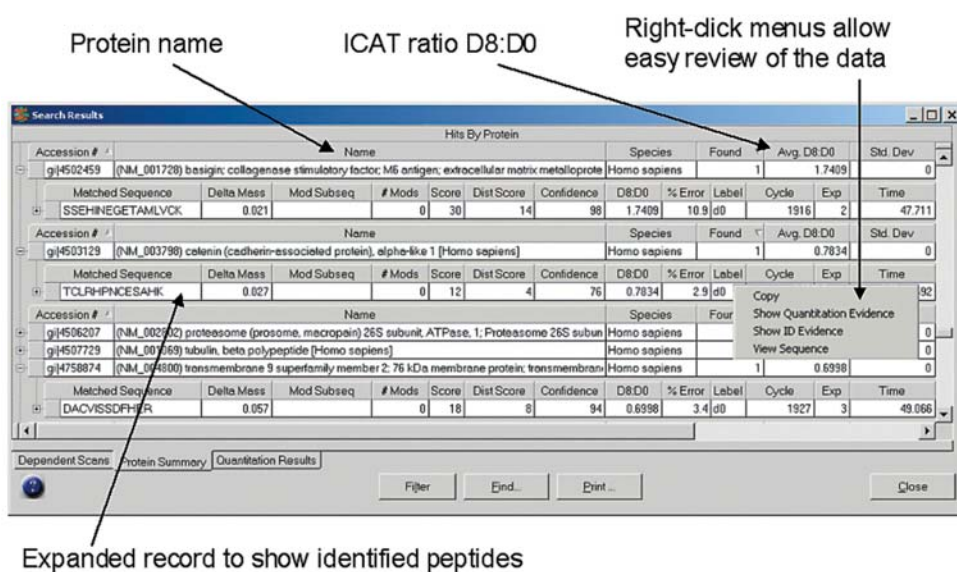 Protein name
ICAT ratio D8:D0
Right-dick menus allow
easy review of the data
Search Results
Hits By Protein
Accession # Name Species Found Avg. D8:D0 Std. Dev
gi|4502459 (NM_001728) basigin; collagenase stimulatory factor; M6 antigen; extracellular matrix metalloprote Homo sapiens 1 1.7409 0
Matched Sequence Delta Mass Mod Subseq # Mods Score Dist Score Confidence D8:D0 % Error Label Cycle Exp Time
SSEHINEGETAMLVCK 0.021 0 30 14 98 1.7409 10.9 d0 1916 2 47.711
Accession # Name Species Found Avg. D8:D0 Std. Dev
gi|4503129 (NM_003798) catenin (cadherin-associated protein), alpha-like 1 [Homo sapiens] Homo sapiens 1 0.7834 0
Matched Sequence Delta Mass Mod Subseq # Mods Score Dist Score Confidence D8:D0 % Error Label Cycle Exp Time
TCLRHPNCESAHK 0.027 0 12 4 76 0.7834 2.9 d0
Copy
Show Quantitation Evidence
Show ID Evidence
View Sequence
Accession # Name Species Std. Dev
gi|4506207 (NM_002802) proteasome (prosome, macropain) 26S subunit, ATPase, 1; Proteasome 26S subun Homo sapiens 0
gi|4507729 (NM_001069) tubulin, beta polypeptide [Homo sapiens] Homo sapiens 0
gi|4758874 (NM_004800) transmembrane 9 superfamily member 2; 76 kDa membrane protein; transmembran Homo sapiens 1 0.6998 0
Matched Sequence Delta Mass Mod Subseq # Mods Score Dist Score Confidence D8:D0 % Error Label Cycle Exp Time
DACVISSDFHER 0.057 0 18 8 94 0.6998 3.4 d0 1927 3 49.066
Dependent Scans Protein Summary Quantitation Results
Filter Find... Print... Close
Expanded record to show identified peptides